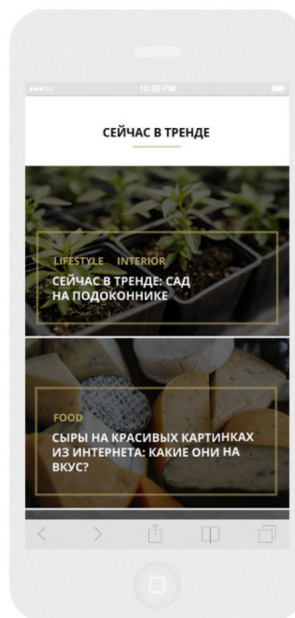 10:30 PM
СЕЙЧАС В ТРЕНДЕ
LIFESTYLE INTERIOR
СЕЙЧАС В ТРЕНДЕ: САД
НА ПОДОКОННИКЕ
FOOD
СЫРЫ НА КРАСИВЫХ КАРТИНКАХ
ИЗ ИНТЕРНЕТА: КАКИЕ ОНИ НА
ВКУС?